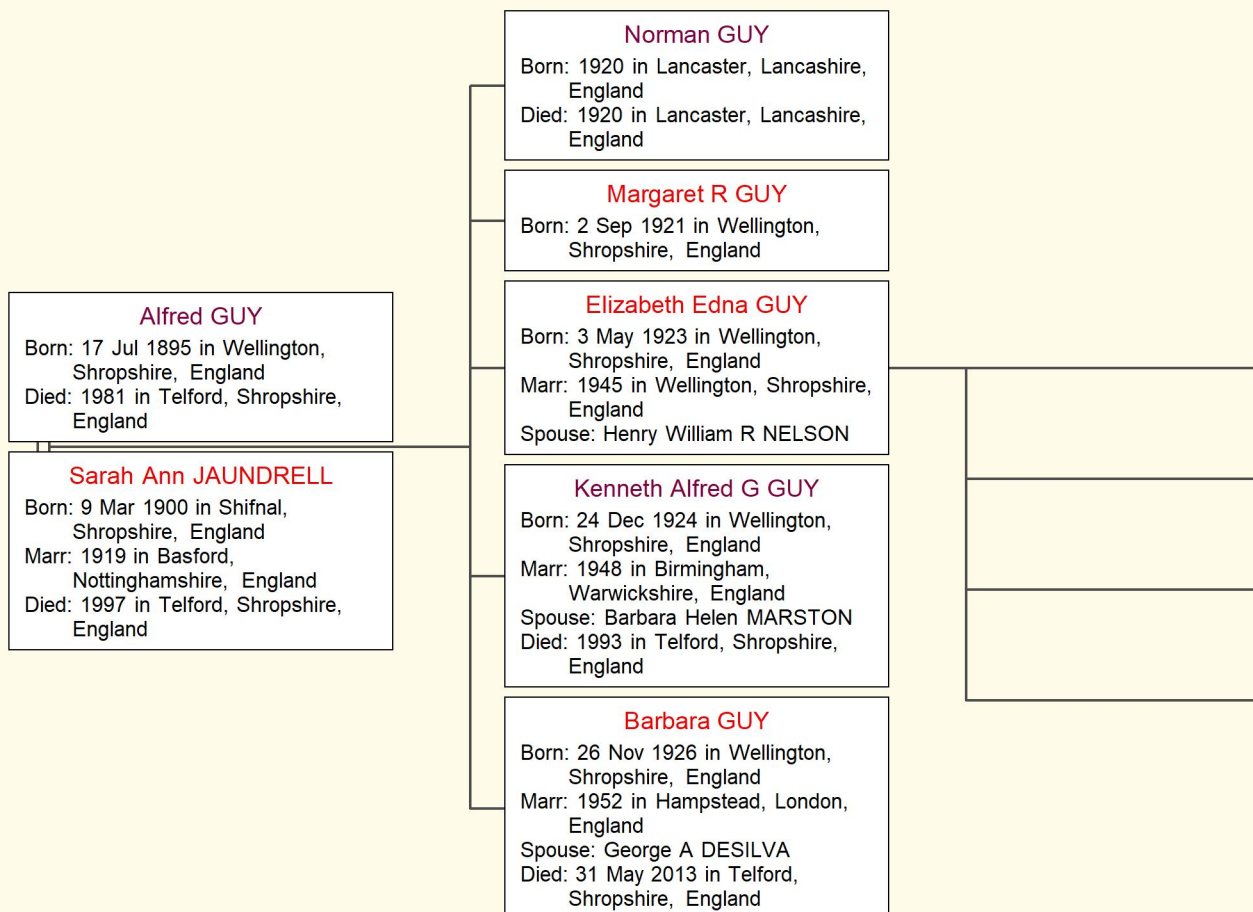 Alfred GUY
Born: 17 Jul 1895 in Wellington,
Shropshire, England
Died: 1981 in Telford, Shropshire,
England
Sarah Ann JAUNDRELL
Born: 9 Mar 1900 in Shifnal,
Shropshire, England
Marr: 1919 in Basford,
Nottinghamshire, England
Died: 1997 in Telford, Shropshire,
England
Norman GUY
Born: 1920 in Lancaster, Lancashire,
England
Died: 1920 in Lancaster, Lancashire,
England
Margaret R GUY
Born: 2 Sep 1921 in Wellington,
Shropshire, England
Elizabeth Edna GUY
Born: 3 May 1923 in Wellington,
Shropshire, England
Marr: 1945 in Wellington, Shropshire,
England
Spouse: Henry William R NELSON
Kenneth Alfred G GUY
Born: 24 Dec 1924 in Wellington,
Shropshire, England
Marr: 1948 in Birmingham,
Warwickshire, England
Spouse: Barbara Helen MARSTON
Died: 1993 in Telford, Shropshire,
England
Barbara GUY
Born: 26 Nov 1926 in Wellington,
Shropshire, England
Marr: 1952 in Hampstead, London,
England
Spouse: George A DESILVA
Died: 31 May 2013 in Telford,
Shropshire, England